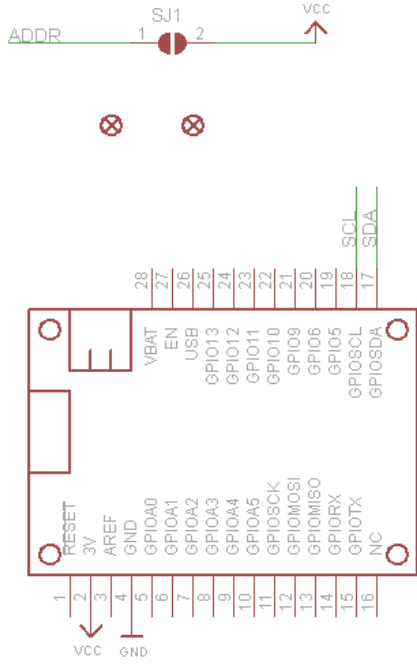 SJ1
ADDR 1 2 VCC
SCL
SDA
28 27 26 25 24 23 22 21 20 19 18 17
VBAT
EN
USB
GPIO13
GPIO12
GPIO11
GPIO10
GPIO9
GPIO6
GPIO5
GPIOSCL
GPIOSDA
RESET
3V
AREF
GND
GPIOA0
GPIOA1
GPIOA2
GPIOA3
GPIOA4
GPIOA5
GPIOSCK
GPIOMOSI
GPIOMISO
GPIORX
GPIOTX
NC
1 2 3 4 5 6 7 8 9 10 11 12 13 14 15 16
VCC GND